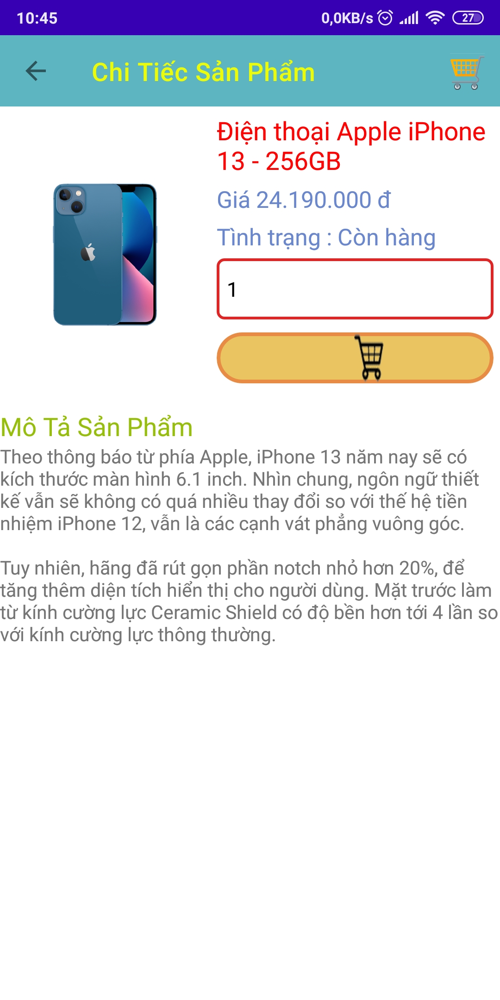 10:45
0,0KB/s
27
Chi Tiếc Sản Phẩm
Điện thoại Apple iPhone
13 - 256GB
Giá 24.190.000 đ
Tình trạng : Còn hàng
1
Mô Tả Sản Phẩm
Theo thông báo từ phía Apple, iPhone 13 năm nay sẽ có
kích thước màn hình 6.1 inch. Nhìn chung, ngôn ngữ thiết
kế vẫn sẽ không có quá nhiều thay đổi so với thế hệ tiền
nhiệm iPhone 12, vẫn là các cạnh vát phẳng vuông góc.
Tuy nhiên, hãng đã rút gọn phần notch nhỏ hơn 20%, để
tăng thêm diện tích hiển thị cho người dùng. Mặt trước làm
từ kính cường lực Ceramic Shield có độ bền hơn tới 4 lần so
với kính cường lực thông thường.